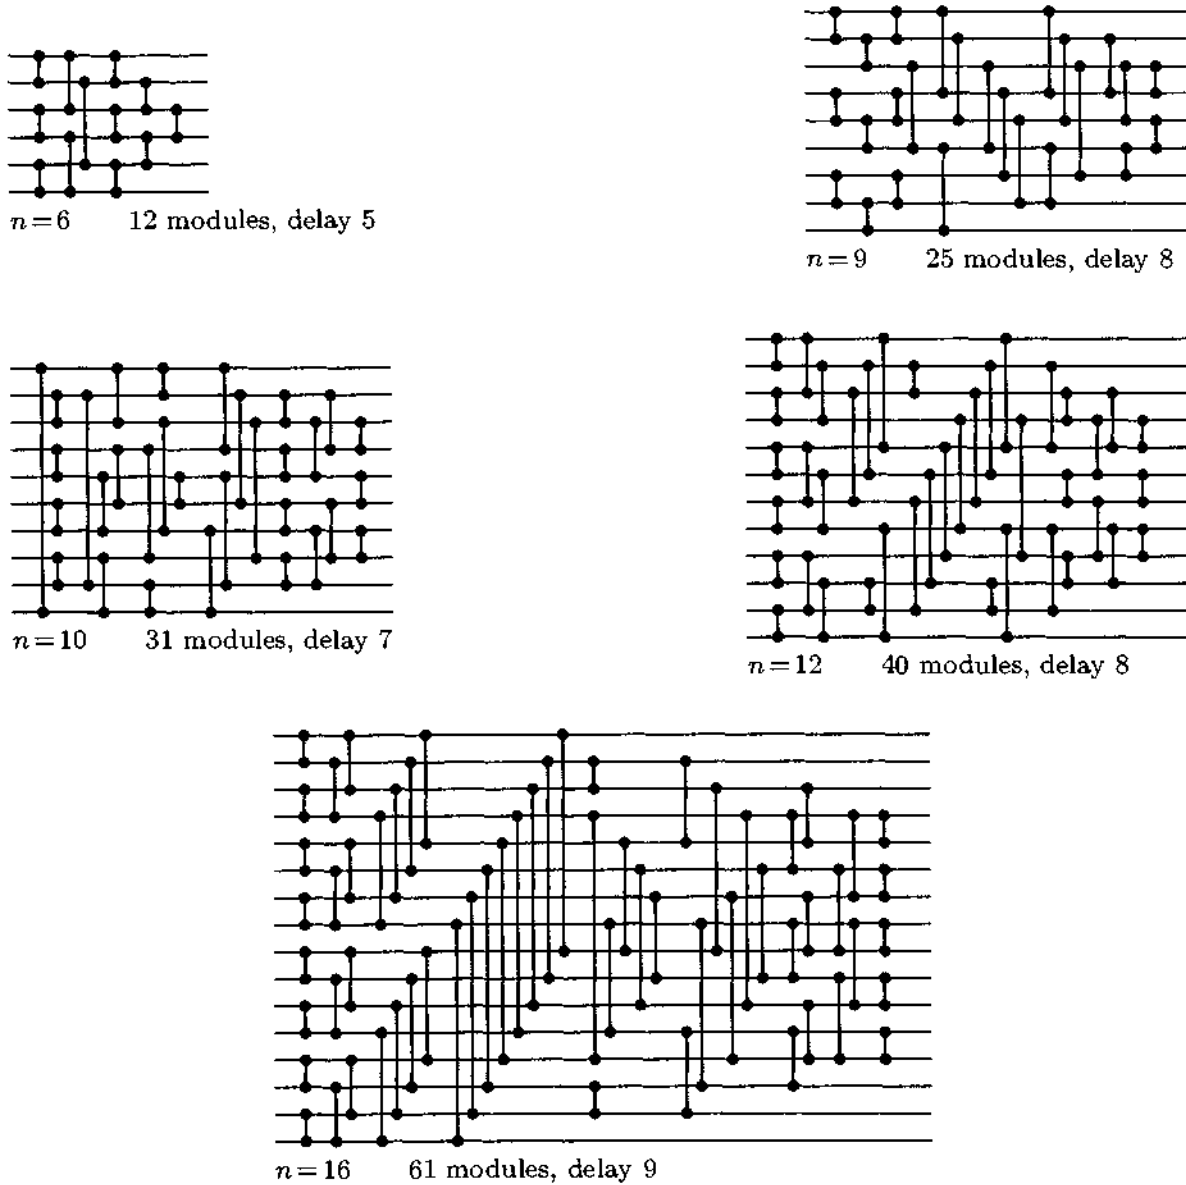 n=6 12 modules, delay 5
n=9 25 modules, delay 8
n=10 31 modules, delay 7
n=12 40 modules, delay 8
n=16 61 modules, delay 9